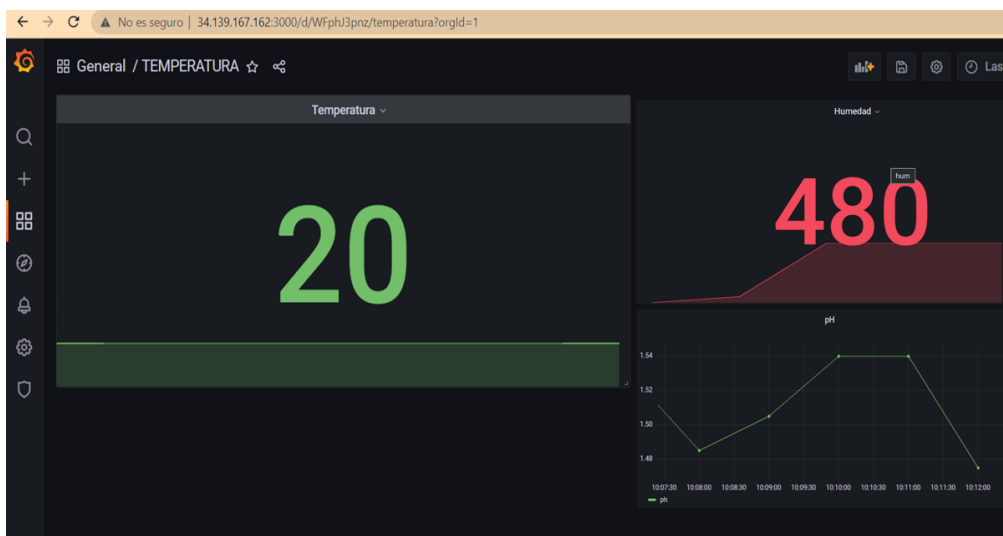 No es seguro | 34.139.167.162:3000/d/WFphJ3pnz/temperatura?orgId=1
General / TEMPERATURA
Las
Temperatura
20
Humedad
hum
480
pH
1.54
1.52
1.50
1.48
10:07:30 10:08:00 10:08:30 10:09:00 10:09:30 10:10:00 10:10:30 10:11:00 10:11:30 10:12:00
ph